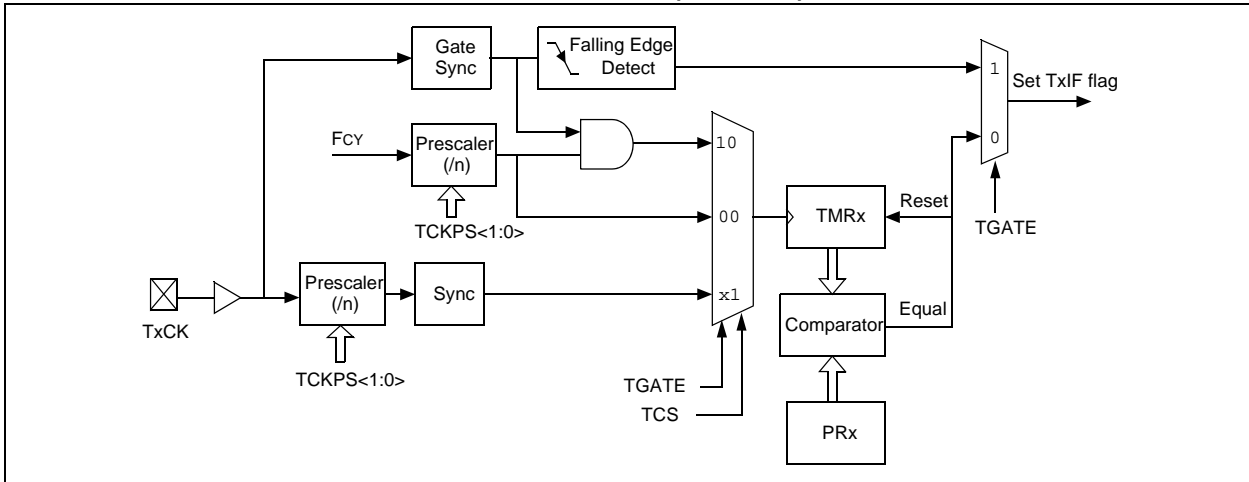 Gate
Sync
Falling Edge
Detect
1
Set TxIF flag
0
FCY
Prescaler
(/n)
10
TCKPS<1:0>
00
TMRx
Reset
TGATE
TxCK
Prescaler
(/n)
Sync
x1
Comparator
Equal
TCKPS<1:0>
TGATE
TCS
PRx